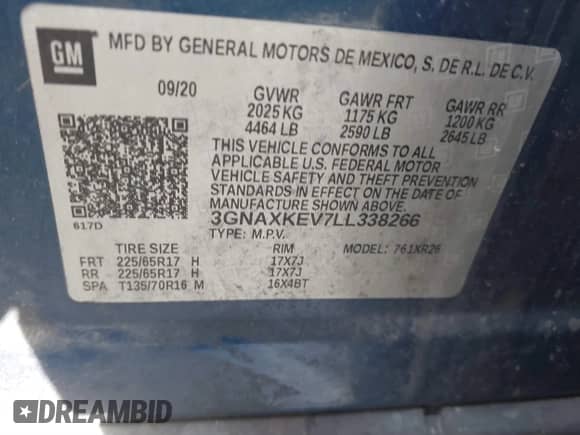 GM
MFD BY GENERAL MOTORS DE MEXICO, S. DE R.L. DE C.V.
09/20 GVWR GAWR FRT GAWR RR
2025 KG 1175 KG 1200 KG
4464 LB 2590 LB 2645 LB
THIS VEHICLE CONFORMS TO ALL
APPLICABLE U.S. FEDERAL MOTOR
VEHICLE SAFETY AND THEFT PREVENTION
STANDARDS IN EFFECT ON THE DATE OF
MANUFACTURE SHOWN ABOVE.
617D 3GNAXKEV7LL338266
TYPE: M.P.V. MODEL: 761XR26
TIRE SIZE RIM
FRT 225/65R17 H 17X7J
RR 225/65R17 H 17X7J
SPA T135/70R16 M 16X4BT
DREAMBID